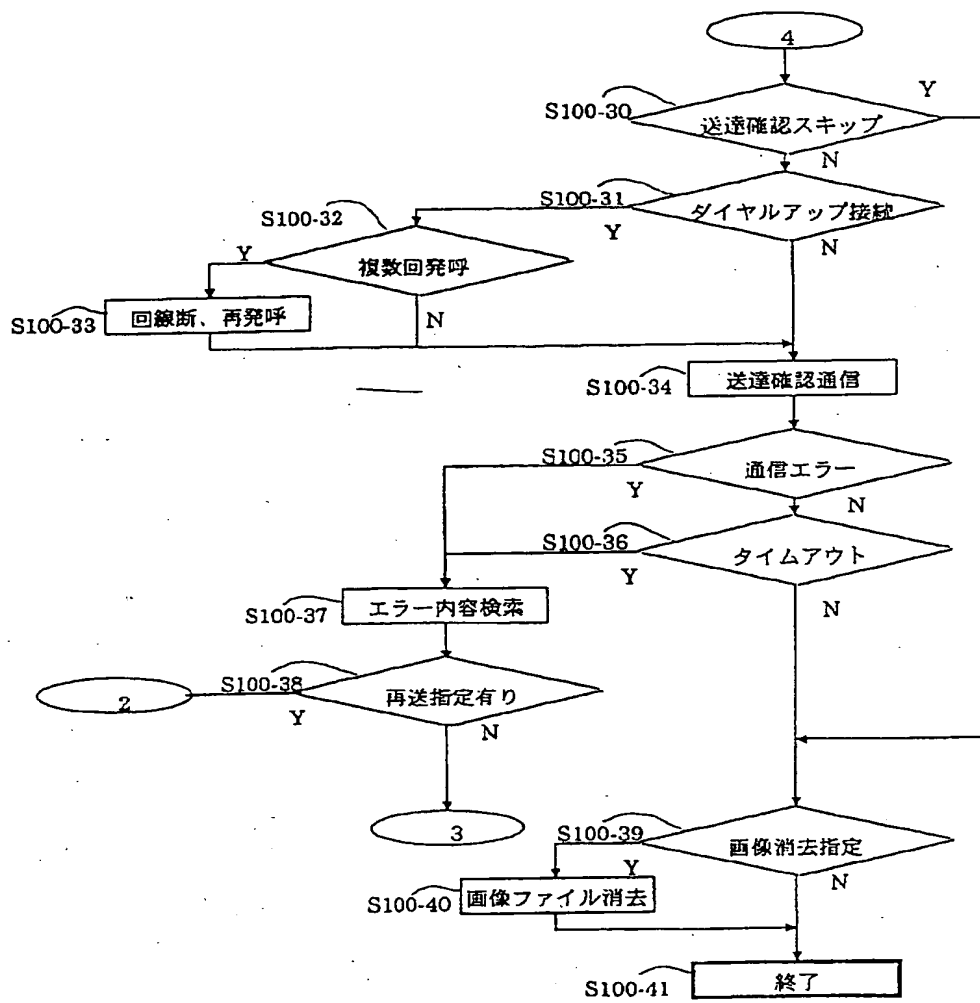 4
Y
S100-30
送達確認スキップ
N
S100-31
ダイヤルアップ接続
S100-32
Y
N
Y
複数回発呼
S100-33
回線断、再発呼
N
S100-34
送達確認通信
S100-35
通信エラー
Y
N
S100-36
タイムアウト
Y
N
S100-37
エラー内容検索
S100-38
再送指定有り
2
Y
N
3
S100-39
画像消去指定
Y
N
S100-40
画像ファイル消去
S100-41
終了